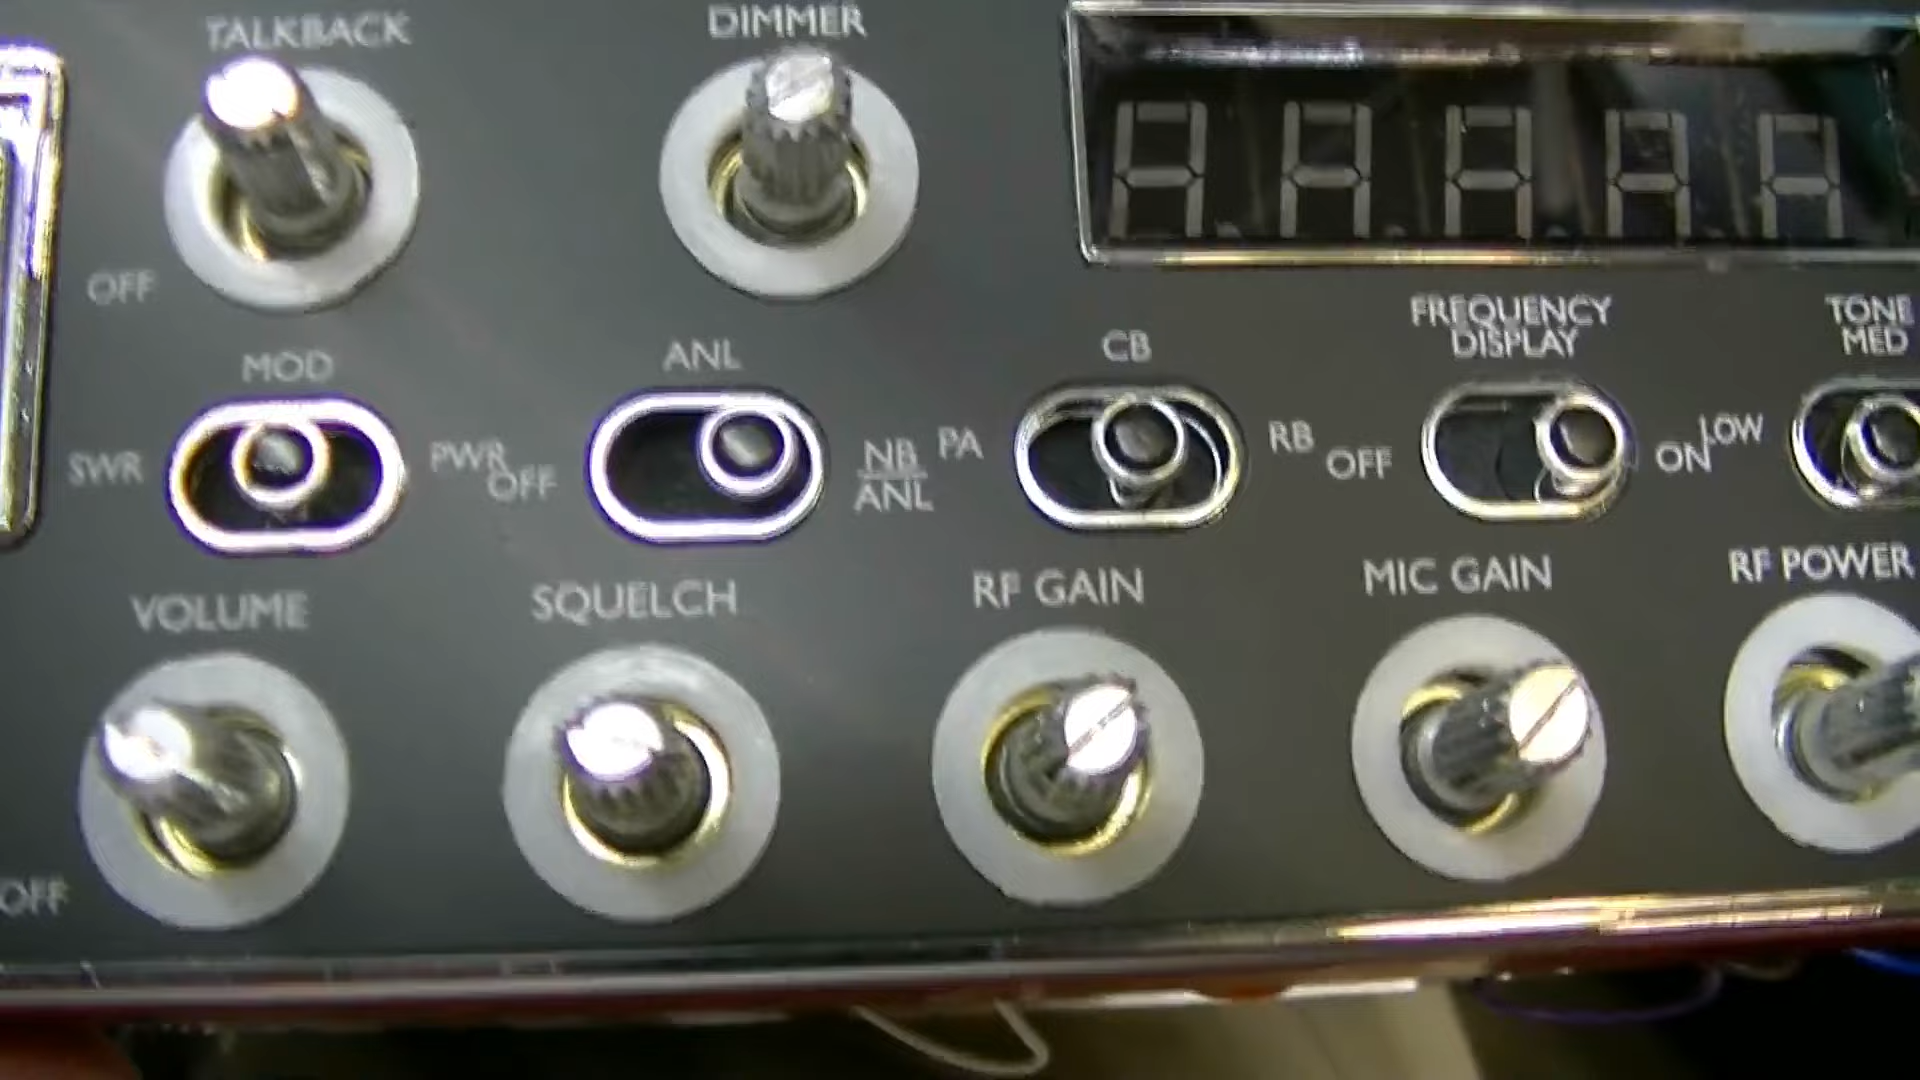 TALKBACK
DIMMER
OFF
MOD
ANL
CB
FREQUENCY
DISPLAY
TONE
MED
SWR
PWR
OFF
NB
ANL
PA
RB
OFF
ON
LOW
VOLUME
SQUELCH
RF GAIN
MIC GAIN
RF POWER
OFF